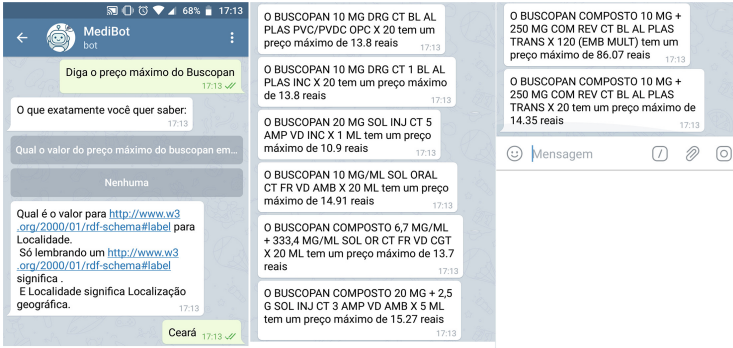 68% 17:13
MediBot
bot
Diga o preço máximo do Buscopan
17:13
O que exatamente você quer saber:
17:13
Qual o valor do preço máximo do buscopan em...
Nenhuma
Qual é o valor para http://www.w3
.org/2000/01/rdf-schema#label para
Localidade.
Só lembrando um http://www.w3
.org/2000/01/rdf-schema#label
significa .
E Localidade significa Localização
geográfica.
17:13
Ceará 17:13
O BUSCOPAN 10 MG DRG CT BL AL
PLAS PVC/PVDC OPC X 20 tem um
preço máximo de 13.8 reais
17:13
O BUSCOPAN 10 MG DRG CT 1 BL AL
PLAS INC X 20 tem um preço máximo
de 13.8 reais
17:13
O BUSCOPAN 20 MG SOL INJ CT 5
AMP VD INC X 1 ML tem um preço
máximo de 10.9 reais
17:13
O BUSCOPAN 10 MG/ML SOL ORAL
CT FR VD AMB X 20 ML tem um preço
máximo de 14.91 reais
17:13
O BUSCOPAN COMPOSTO 6,7 MG/ML
+ 333,4 MG/ML SOL OR CT FR VD CGT
X 20 ML tem um preço máximo de 13.7
reais
17:13
O BUSCOPAN COMPOSTO 20 MG + 2,5
G SOL INJ CT 3 AMP VD AMB X 5 ML
tem um preço máximo de 15.27 reais
17:13
O BUSCOPAN COMPOSTO 10 MG +
250 MG COM REV CT BL AL PLAS
TRANS X 120 (EMB MULT) tem um
preço máximo de 86.07 reais
17:13
O BUSCOPAN COMPOSTO 10 MG +
250 MG COM REV CT BL AL PLAS
TRANS X 20 tem um preço máximo de
14.35 reais
17:13
Mensagem